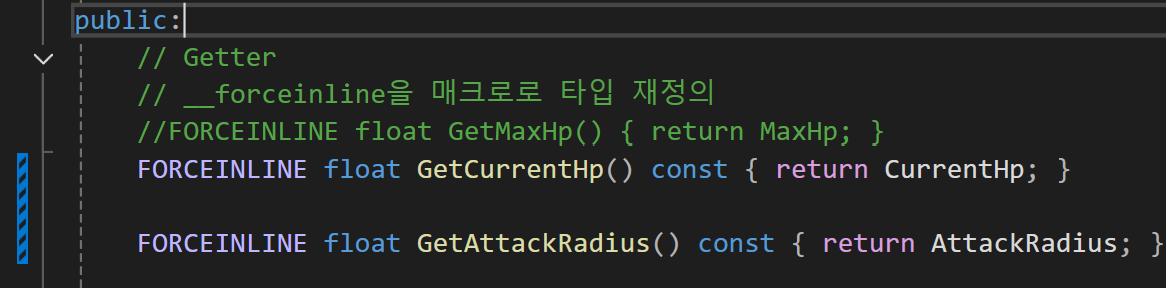 public:
// Getter
// __forceinline을 매크로로 타입 재정의
//FORCEINLINE float GetMaxHp() { return MaxHp; }
FORCEINLINE float GetCurrentHp() const { return CurrentHp; }
FORCEINLINE float GetAttackRadius() const { return AttackRadius; }